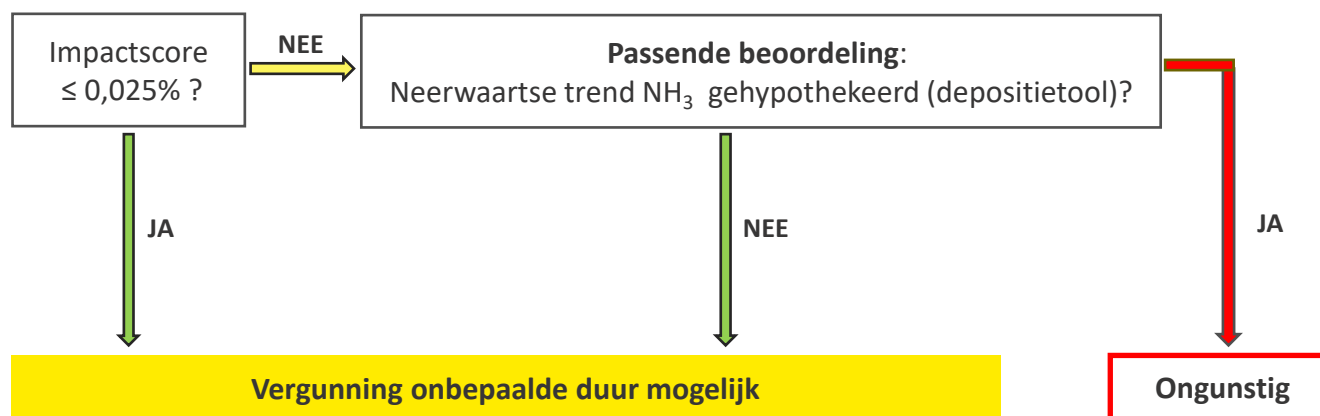 Impactscore
≤ 0,025% ?
NEE
Passende beoordeling:
Neerwaartse trend NH₃ gehypothekeerd (depositietool)?
JA
NEE
JA
Vergunning onbepaalde duur mogelijk
Ongunstig